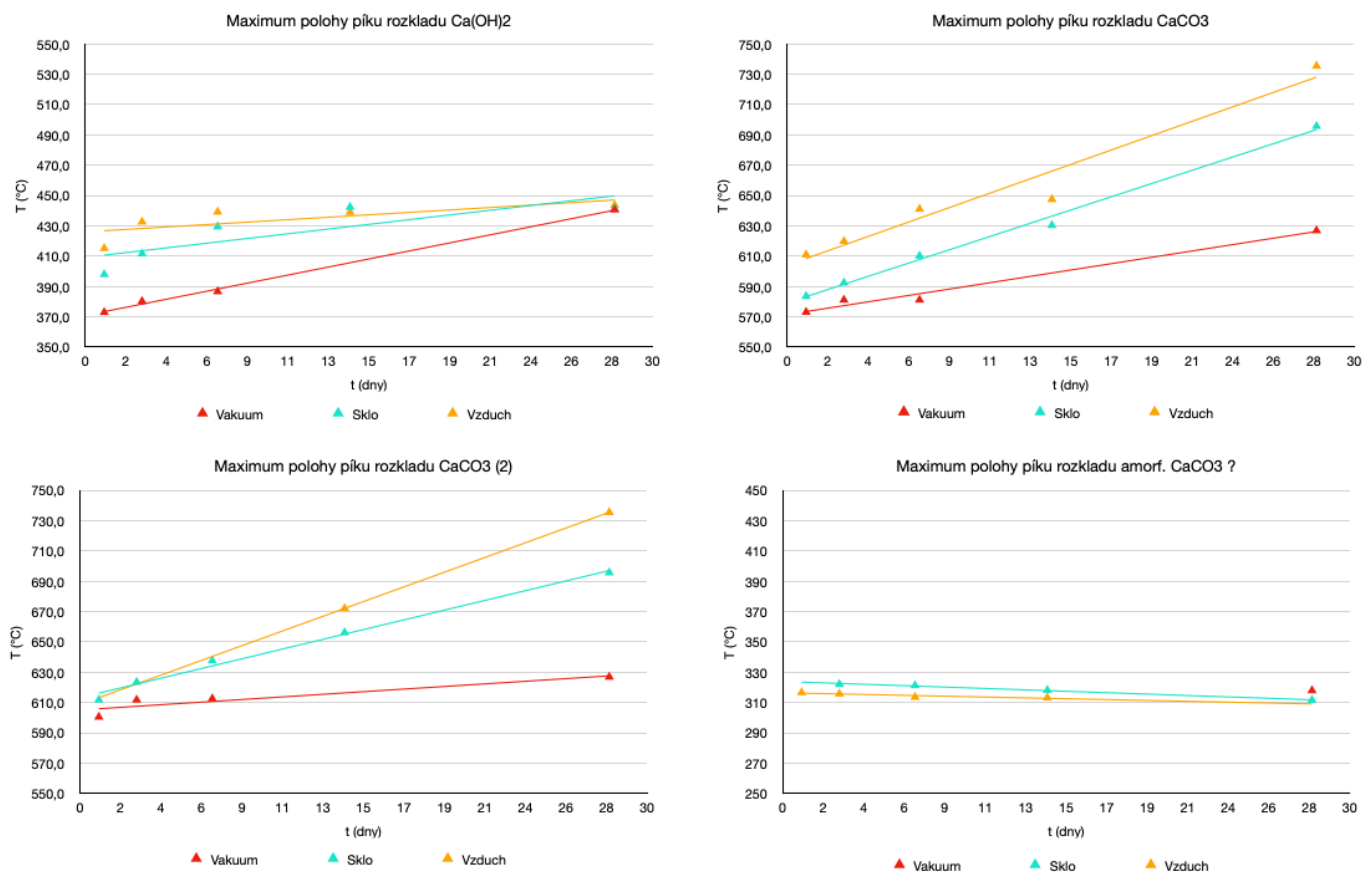 Maximum polohy píku rozkladu Ca(OH)2
550,0
530,0
510,0
490,0
470,0
450,0
430,0
410,0
390,0
370,0
350,0
T (°C)
0 2 4 6 9 11 13 15 17 19 21 24 26 28 30
t (dny)
Vakuum Sklo Vzduch
Maximum polohy píku rozkladu CaCO3
750,0
730,0
710,0
690,0
670,0
650,0
630,0
610,0
590,0
570,0
550,0
T (°C)
0 2 4 6 9 11 13 15 17 19 21 24 26 28 30
t (dny)
Vakuum Sklo Vzduch
Maximum polohy píku rozkladu CaCO3 (2)
750,0
730,0
710,0
690,0
670,0
650,0
630,0
610,0
590,0
570,0
550,0
T (°C)
0 2 4 6 9 11 13 15 17 19 21 24 26 28 30
t (dny)
Vakuum Sklo Vzduch
Maximum polohy píku rozkladu amorf. CaCO3 ?
450
430
410
390
370
350
330
310
290
270
250
T (°C)
0 2 4 6 9 11 13 15 17 19 21 24 26 28 30
t (dny)
Vakuum Sklo Vzduch